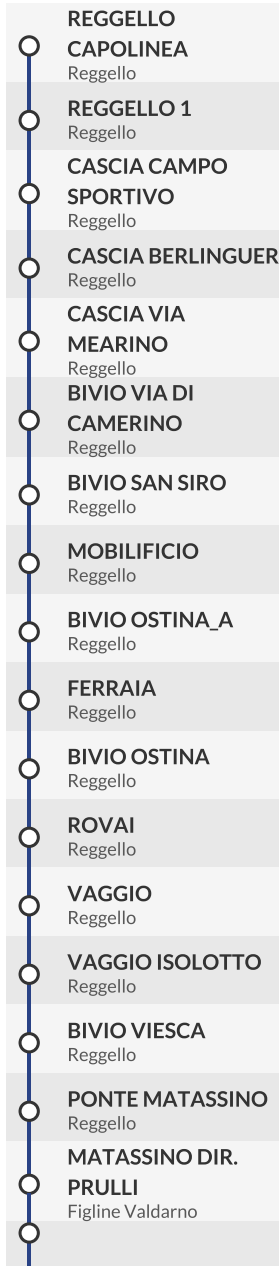 REGGELLO
CAPOLINEA
Reggello
REGGELLO 1
Reggello
CASCIA CAMPO
SPORTIVO
Reggello
CASCIA BERLINGUER
Reggello
CASCIA VIA
MEARINO
Reggello
BIVIO VIA DI
CAMERINO
Reggello
BIVIO SAN SIRO
Reggello
MOBILIFICIO
Reggello
BIVIO OSTINA_A
Reggello
FERRAIA
Reggello
BIVIO OSTINA
Reggello
ROVAI
Reggello
VAGGIO
Reggello
VAGGIO ISOLOTTO
Reggello
BIVIO VIESCA
Reggello
PONTE MATASSINO
Reggello
MATASSINO DIR.
PRULLI
Figline Valdarno